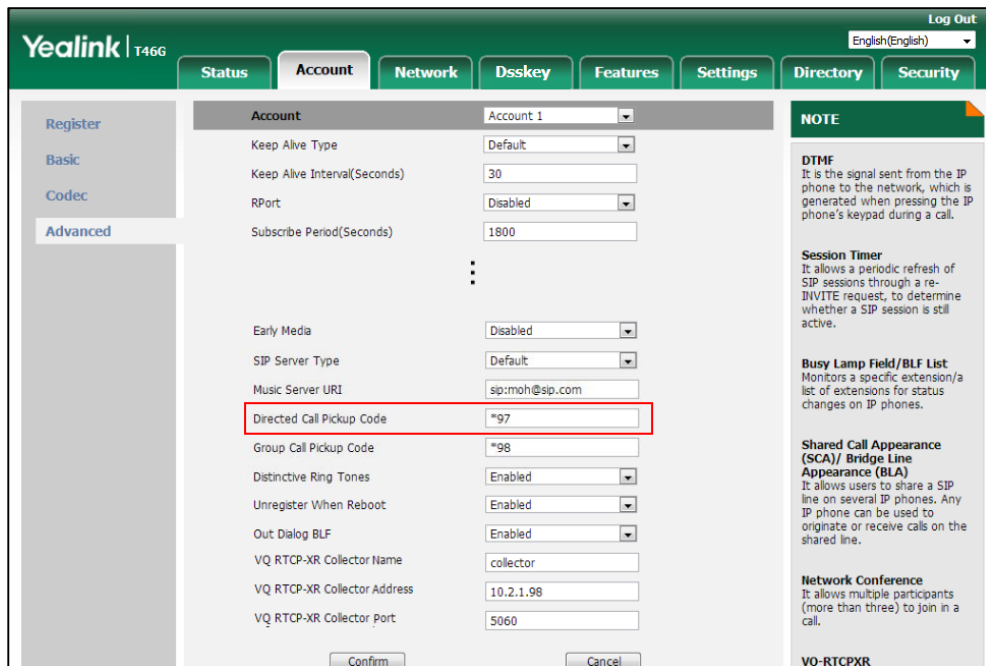 Log Out
Yealink | T46G
English(English)
Status Account Network Dsskey Features Settings Directory Security
Register
Basic
Codec
Advanced
Account Account 1
Keep Alive Type Default
Keep Alive Interval(Seconds) 30
RPort Disabled
Subscribe Period(Seconds) 1800
Early Media Disabled
SIP Server Type Default
Music Server URI sip:moh@sip.com
Directed Call Pickup Code *97
Group Call Pickup Code *98
Distinctive Ring Tones Enabled
Unregister When Reboot Enabled
Out Dialog BLF Enabled
VQ RTCP-XR Collector Name collector
VQ RTCP-XR Collector Address 10.2.1.98
VQ RTCP-XR Collector Port 5060
Confirm Cancel
NOTE
DTMF
It is the signal sent from the IP
phone to the network, which is
generated when pressing the IP
phone's keypad during a call.
Session Timer
It allows a periodic refresh of
SIP sessions through a re-
INVITE request, to determine
whether a SIP session is still
active.
Busy Lamp Field/BLF List
Monitors a specific extension/a
list of extensions for status
changes on IP phones.
Shared Call Appearance
(SCA)/ Bridge Line
Appearance (BLA)
It allows users to share a SIP
line on several IP phones. Any
IP phone can be used to
originate or receive calls on the
shared line.
Network Conference
It allows multiple participants
(more than three) to join in a
call.
VQ-RTCPXR